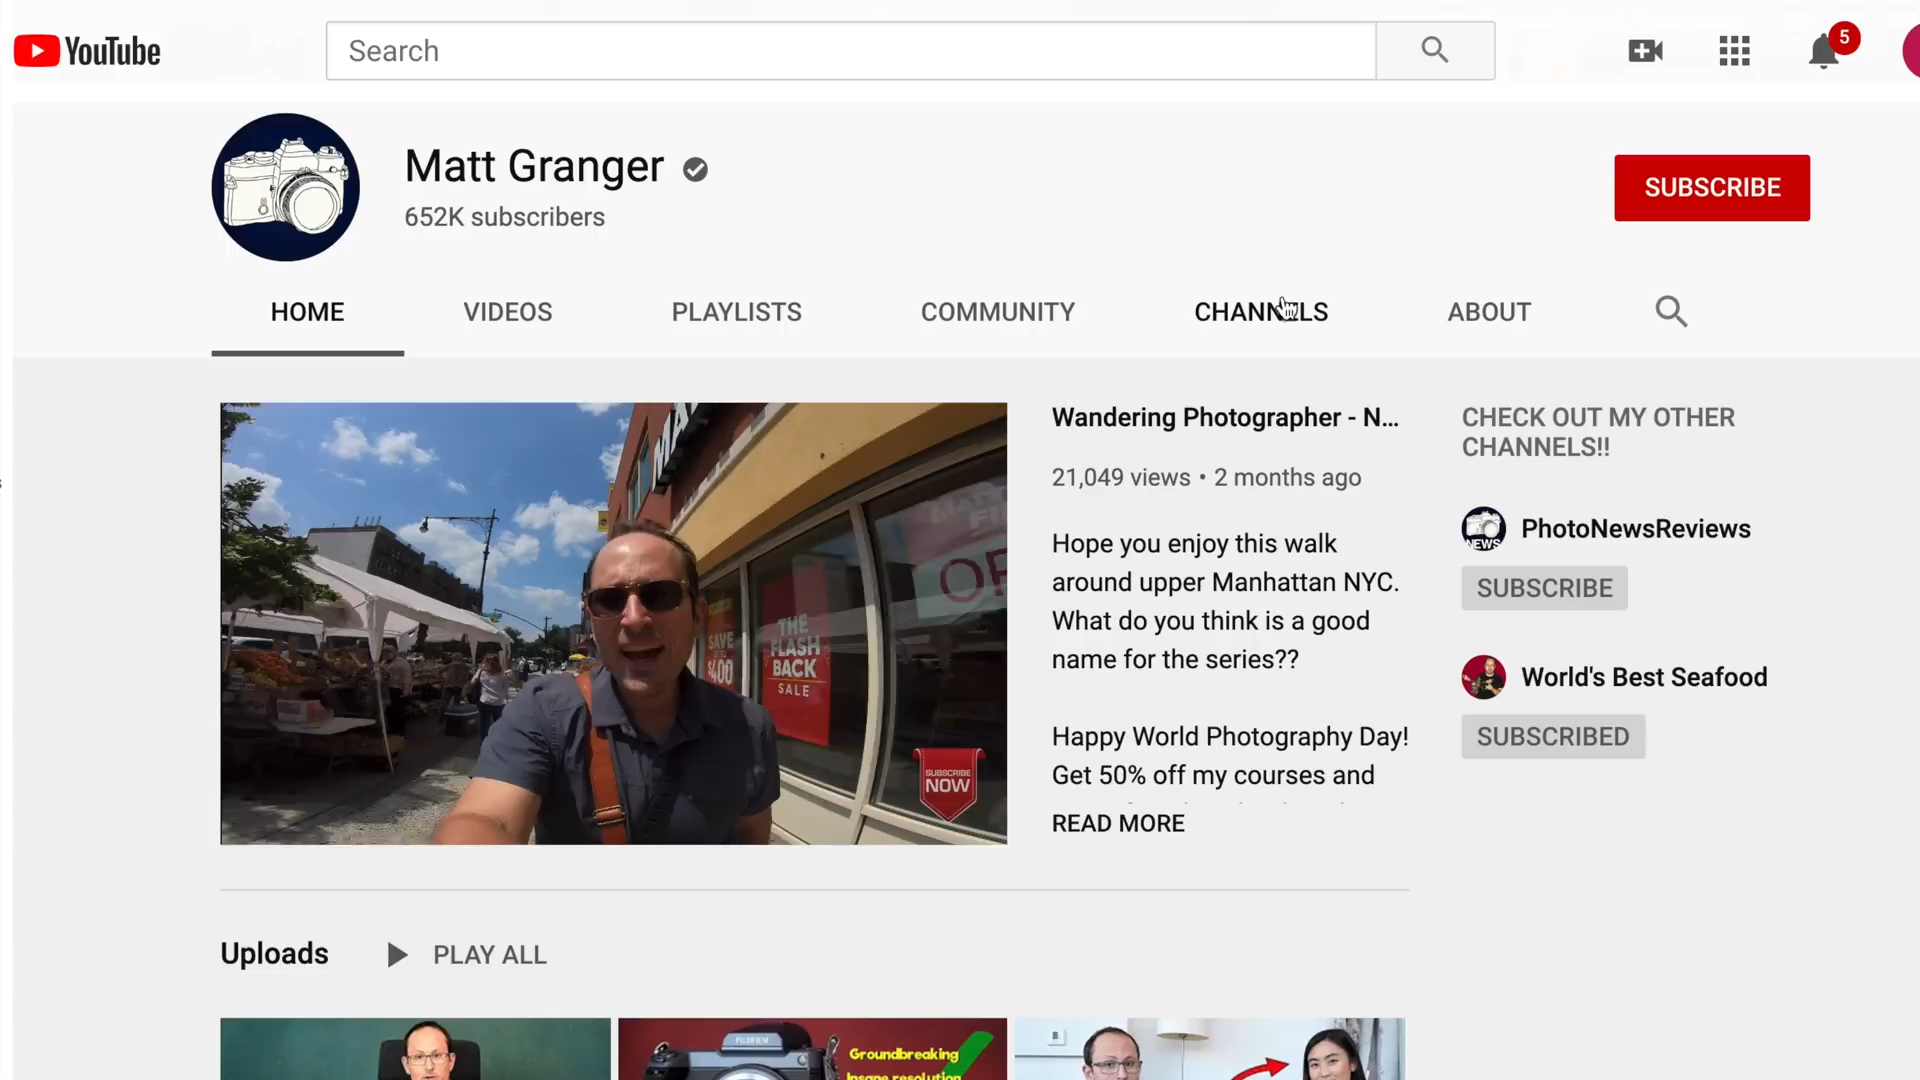 YouTube
Search
5
Matt Granger
652K subscribers
SUBSCRIBE
HOME
VIDEOS
PLAYLISTS
COMMUNITY
CHANNELS
ABOUT
SAVE
$400
THE
FLASH
BACK
SALE
SUBSCRIBE
NOW
Wandering Photographer - N...
21,049 views • 2 months ago
Hope you enjoy this walk
around upper Manhattan NYC.
What do you think is a good
name for the series??
Happy World Photography Day!
Get 50% off my courses and
READ MORE
CHECK OUT MY OTHER
CHANNELS!!
NEWS
PhotoNewsReviews
SUBSCRIBE
World's Best Seafood
SUBSCRIBED
Uploads
PLAY ALL
FUJIFILM
Groundbreaking
Insane resolution